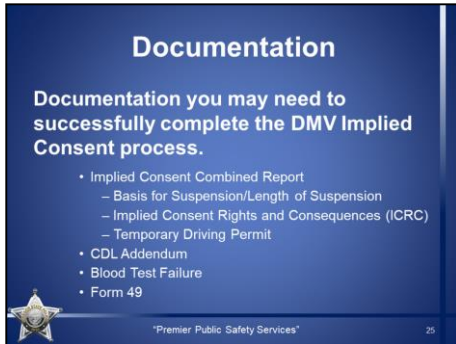 Documentation
Documentation you may need to
successfully complete the DMV Implied
Consent process.
• Implied Consent Combined Report
– Basis for Suspension/Length of Suspension
– Implied Consent Rights and Consequences (ICRC)
– Temporary Driving Permit
• CDL Addendum
• Blood Test Failure
• Form 49
"Premier Public Safety Services"
25